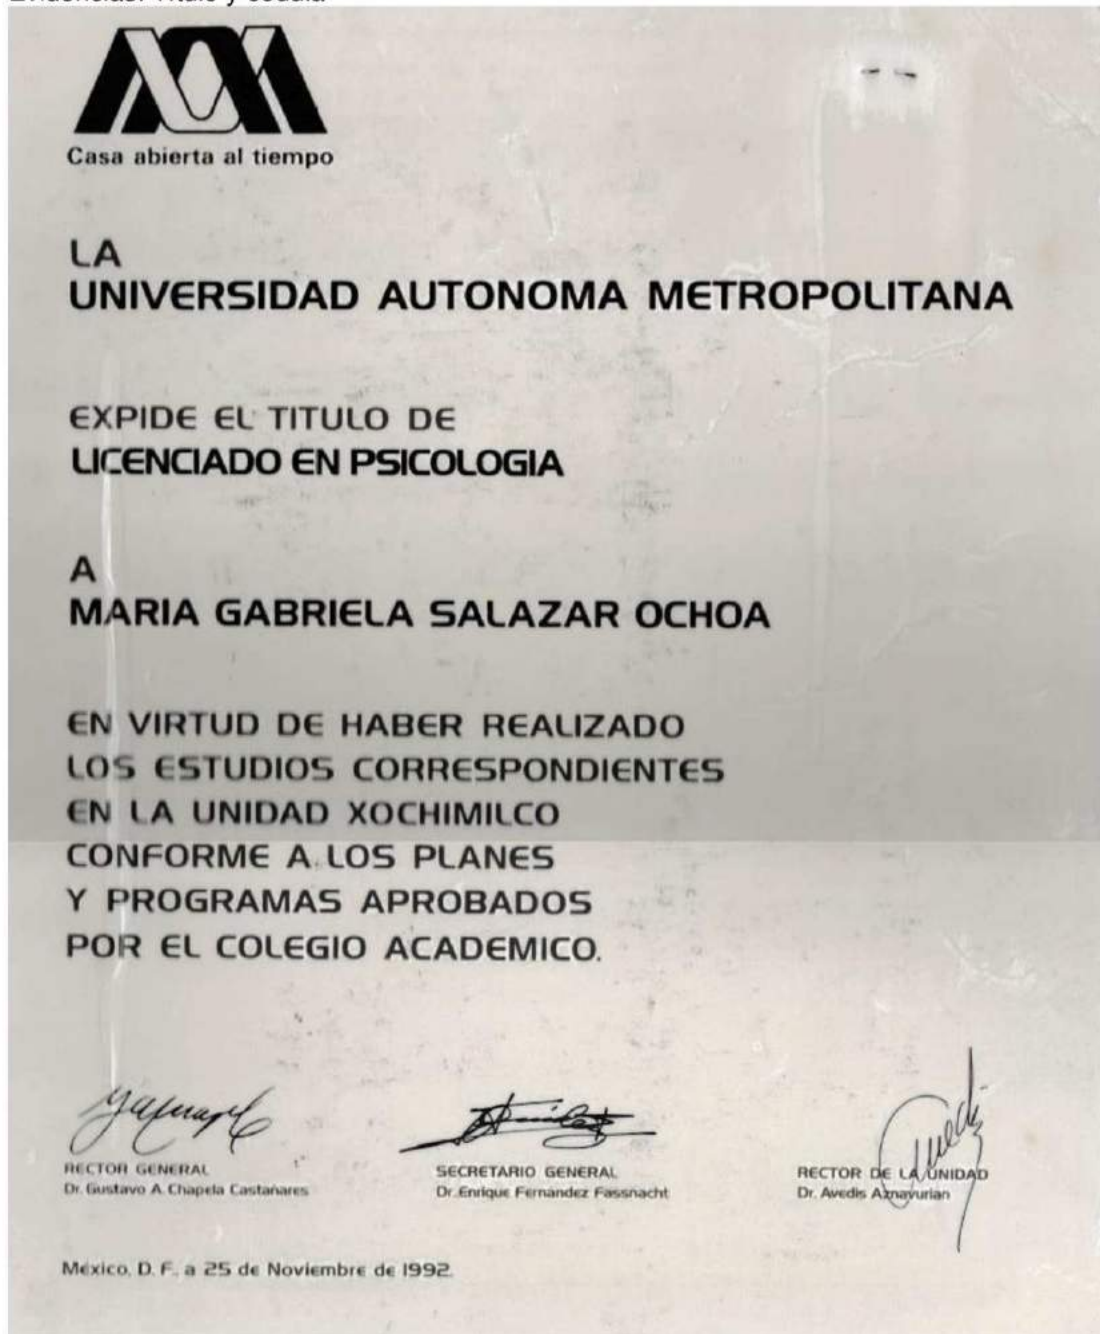 Casa abierta al tiempo
LA
UNIVERSIDAD AUTONOMA METROPOLITANA
EXPIDE EL TITULO DE
LICENCIADO EN PSICOLOGIA
A
MARIA GABRIELA SALAZAR OCHOA
EN VIRTUD DE HABER REALIZADO
LOS ESTUDIOS CORRESPONDIENTES
EN LA UNIDAD XOCHIMILCO
CONFORME A LOS PLANES
Y PROGRAMAS APROBADOS
POR EL COLEGIO ACADEMICO.
RECTOR GENERAL
Dr. Gustavo A. Chapela Castañares
SECRETARIO GENERAL
Dr. Enrique Fernandez Fassnacht
RECTOR DE LA UNIDAD
Dr. Avedis Aznavurian
México, D. F., a 25 de Noviembre de 1992.